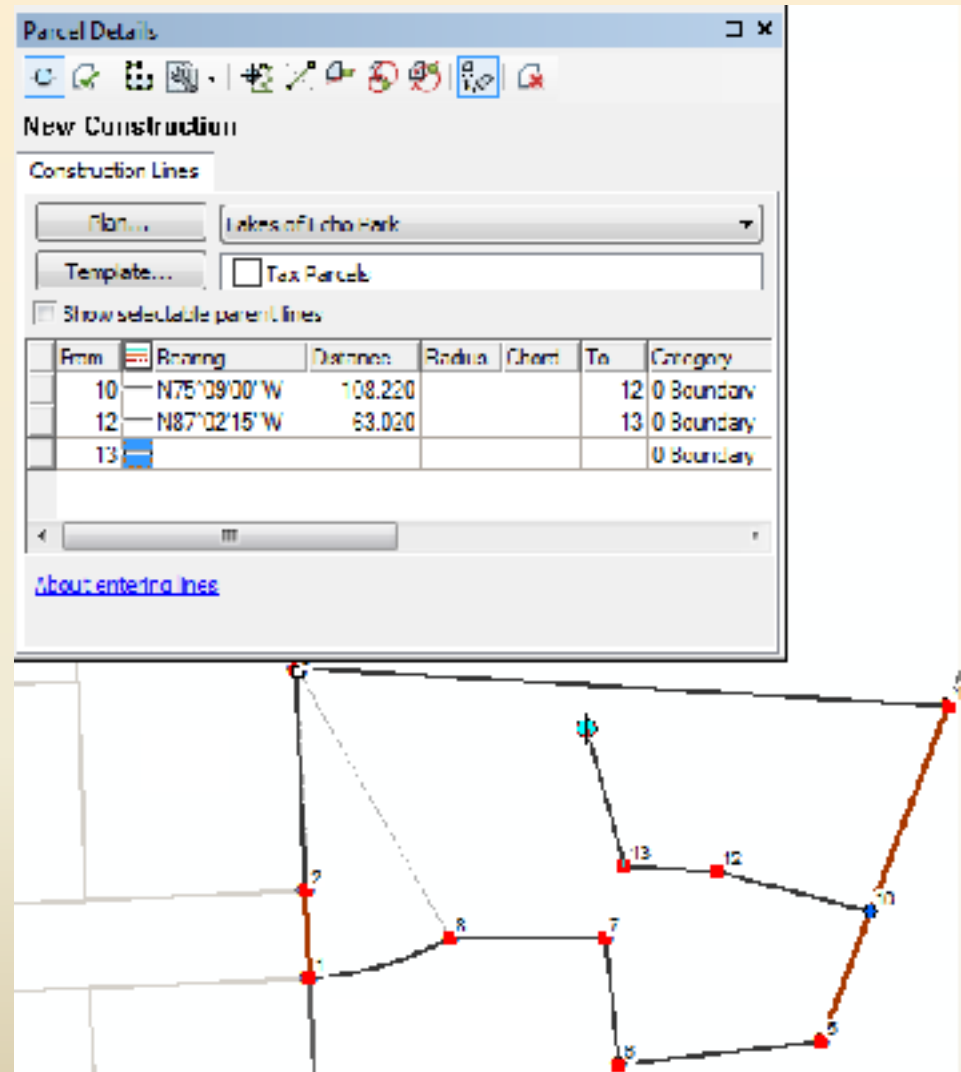 Parcel Details
New Construction
Construction Lines
Plan...
Lakes of Echo Park
Template...
Tax Parcels
Show selectable parent lines
From Bearing Distance Radius Chord To Category
10 N75°09'00"W 108.220 12 0 Boundary
12 N87°02'15"W 63.020 13 0 Boundary
13 0 Boundary
About entering lines
13
12
2
10
8
7
1
5
6